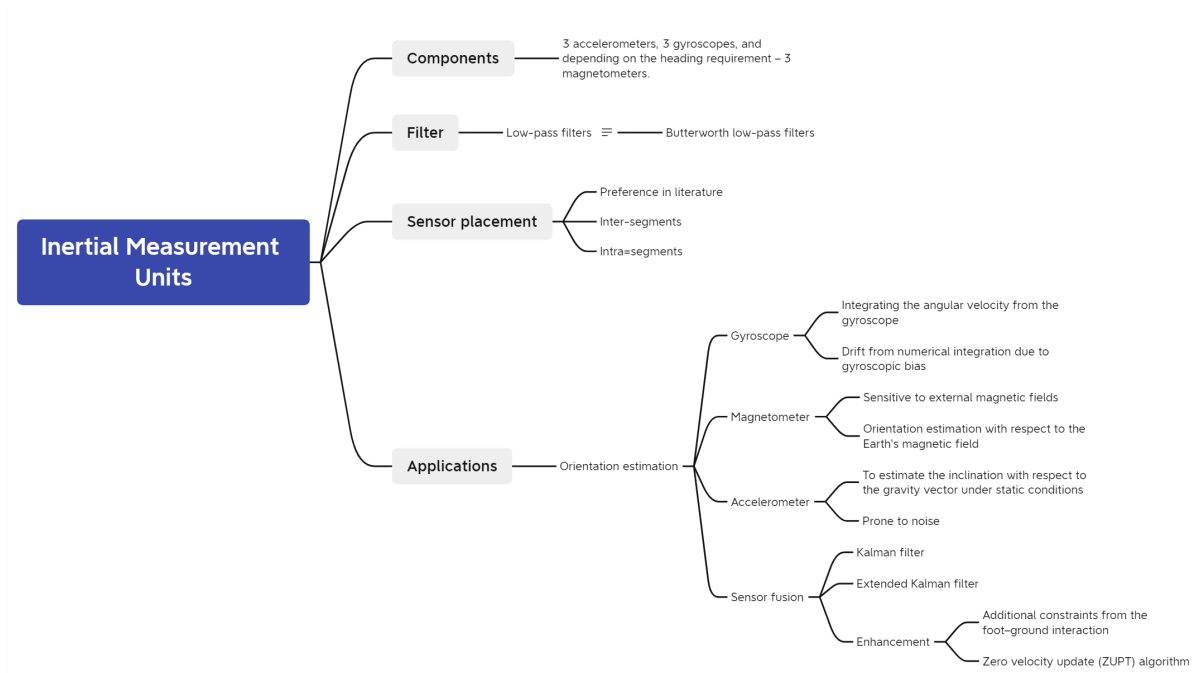 Inertial Measurement
Units
Components
3 accelerometers, 3 gyroscopes, and
depending on the heading requirement – 3
magnetometers.
Filter
Low-pass filters
Butterworth low-pass filters
Sensor placement
Preference in literature
Inter-segments
Intra=segments
Applications
Orientation estimation
Gyroscope
Integrating the angular velocity from the
gyroscope
Drift from numerical integration due to
gyroscopic bias
Magnetometer
Sensitive to external magnetic fields
Orientation estimation with respect to the
Earth's magnetic field
Accelerometer
To estimate the inclination with respect to
the gravity vector under static conditions
Prone to noise
Sensor fusion
Kalman filter
Extended Kalman filter
Enhancement
Additional constraints from the
foot–ground interaction
Zero velocity update (ZUPT) algorithm